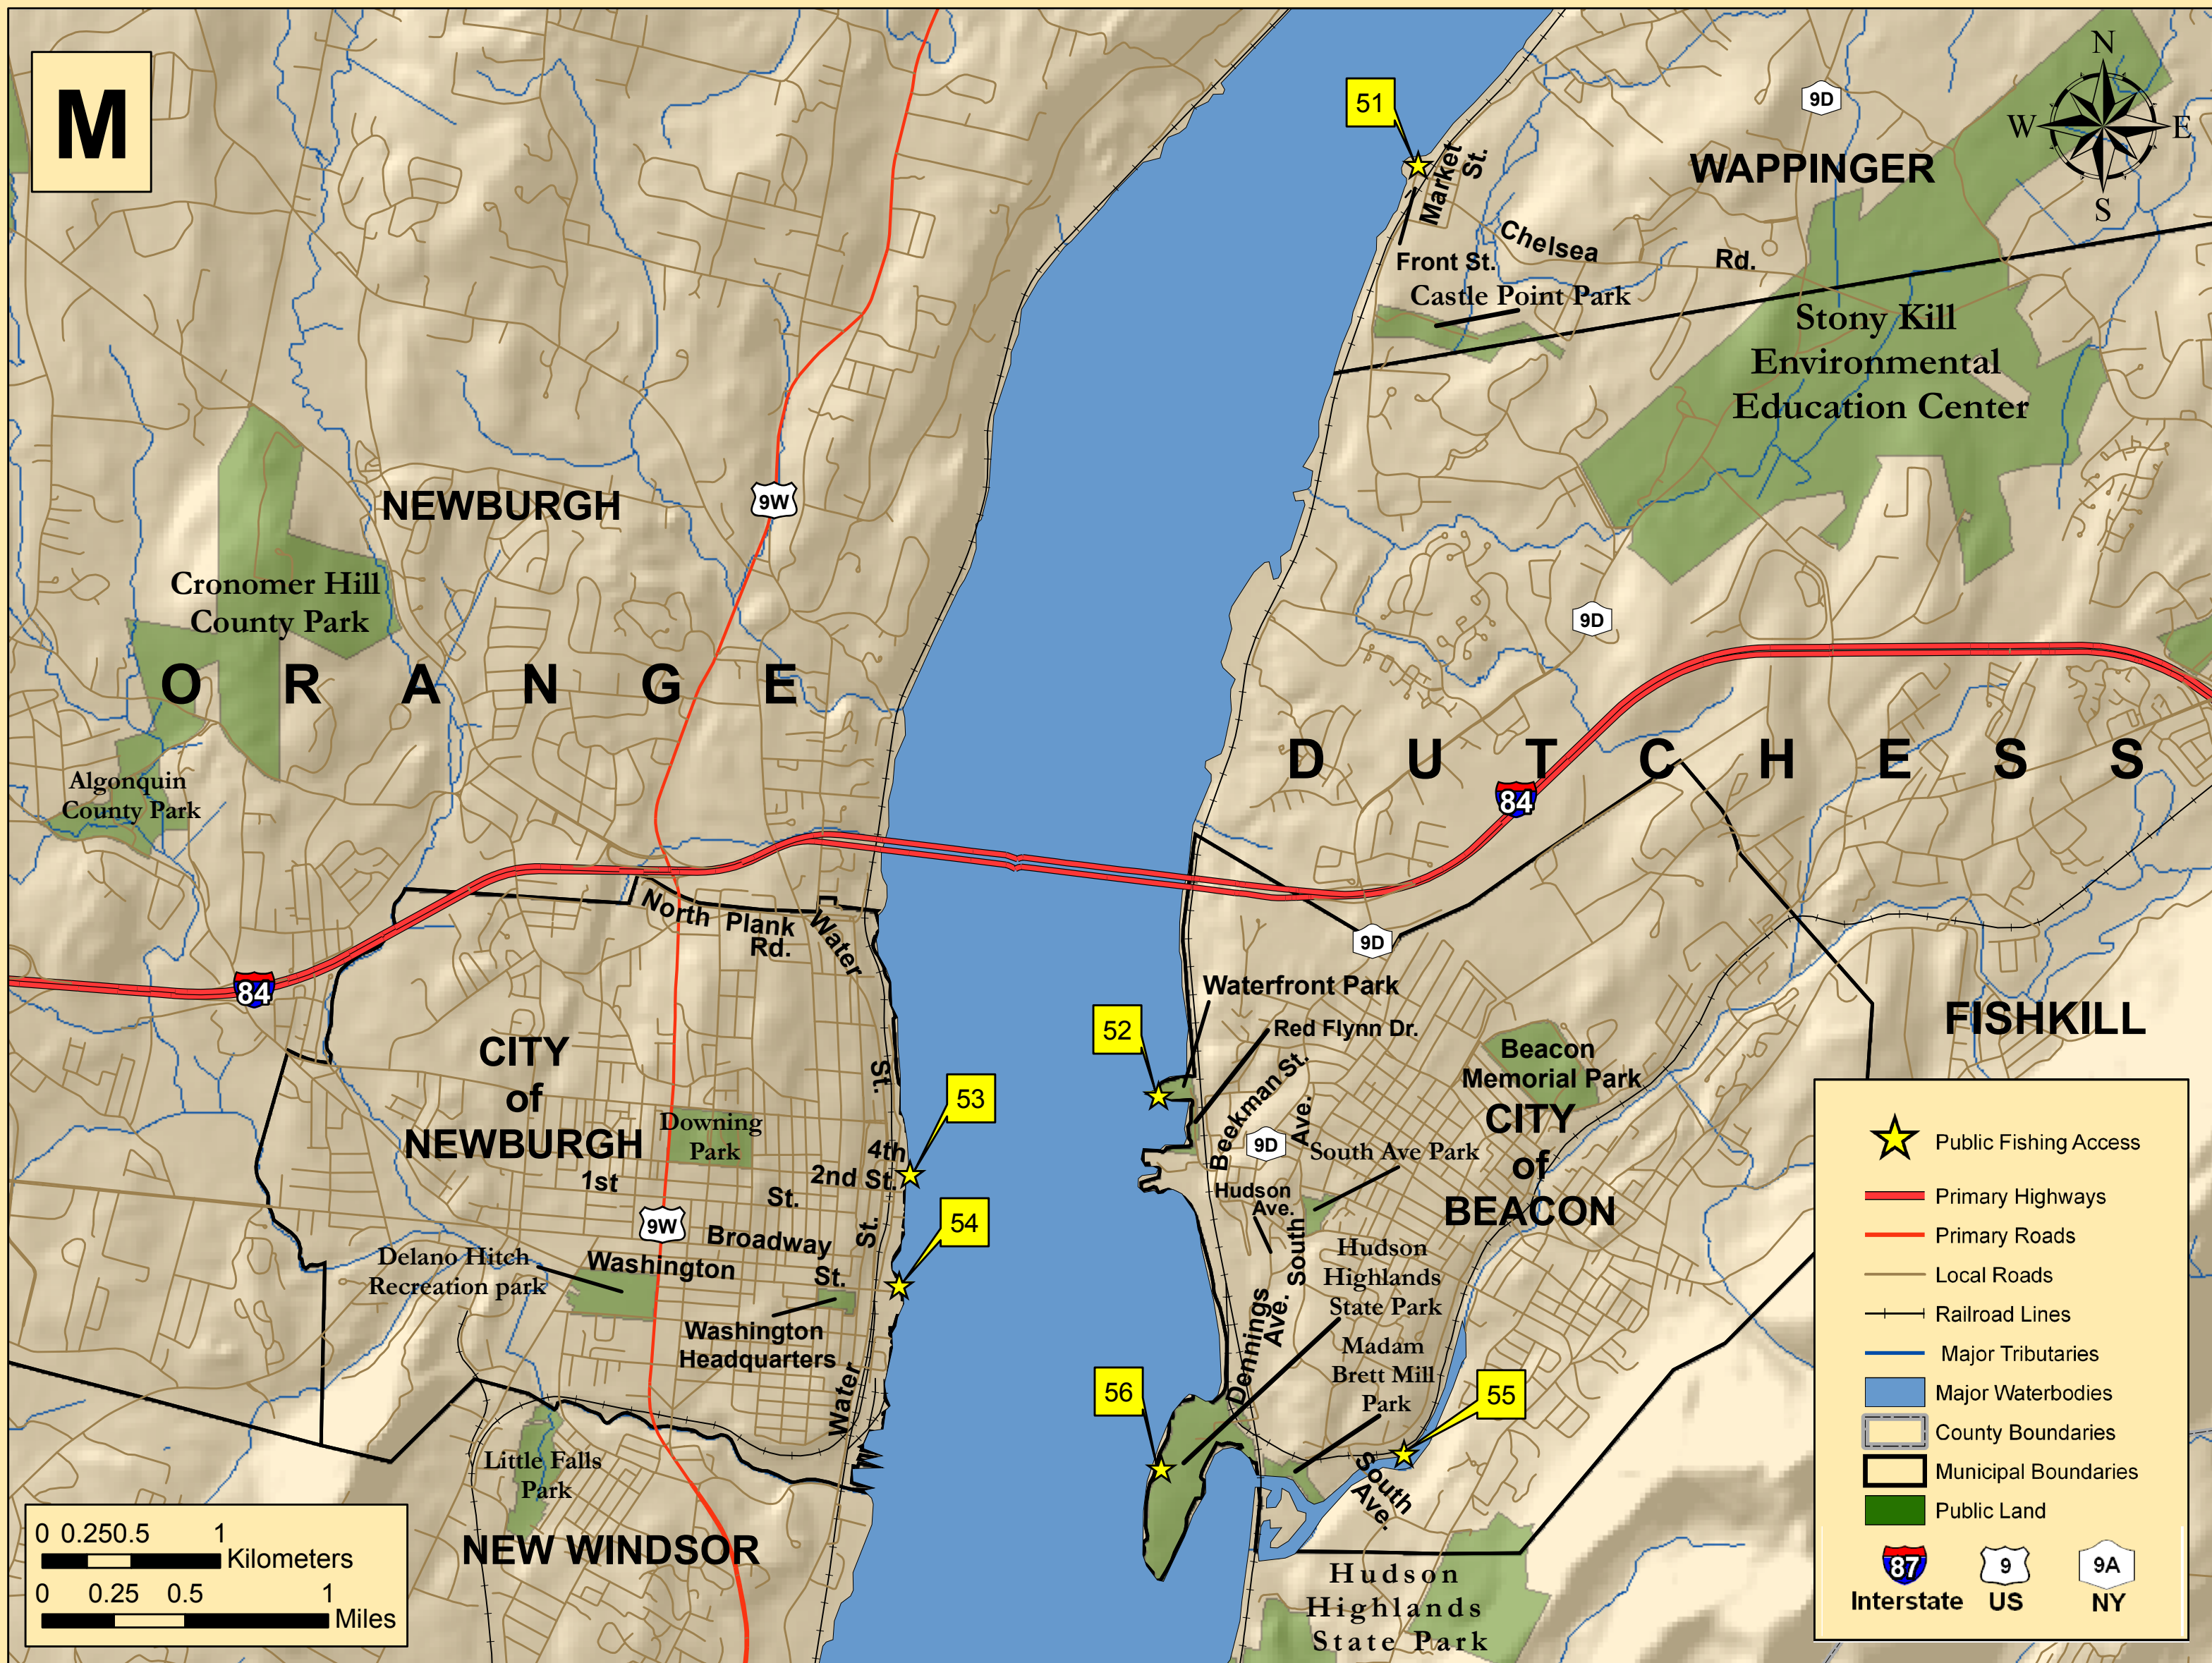 M
N
W E
S
51
9D
WAPPINGER
Market
St.
Chelsea
Rd.
Front St.
Castle Point Park
Stony Kill
Environmental
Education Center
NEWBURGH
9W
Cronomer Hill
County Park
9D
O R A N G E
D U T C H E S S
Algonquin
County Park
84
84
North Plank
Rd.
Water
9D
Waterfront Park
52
Red Flynn Dr.
FISHKILL
CITY
of
NEWBURGH
St.
53
Beekman St.
Beacon
Memorial Park
Downing
Park
4th
2nd St.
1st
St.
9D
Ave.
South Ave Park
CITY
of
BEACON
9W
54
Hudson
Ave.
South
Broadway
St.
Delano Hitch
Recreation park
Washington
St.
Hudson
Highlands
State Park
Washington
Headquarters
Dennings
Ave.
Madam
Brett Mill
Park
Water
56
55
South
Ave.
Little Falls
Park
NEW WINDSOR
Hudson
Highlands
State Park
0 0.25 0.5 1
Kilometers
0 0.25 0.5 1
Miles
Public Fishing Access
Primary Highways
Primary Roads
Local Roads
Railroad Lines
Major Tributaries
Major Waterbodies
County Boundaries
Municipal Boundaries
Public Land
87 9 9A
Interstate US NY